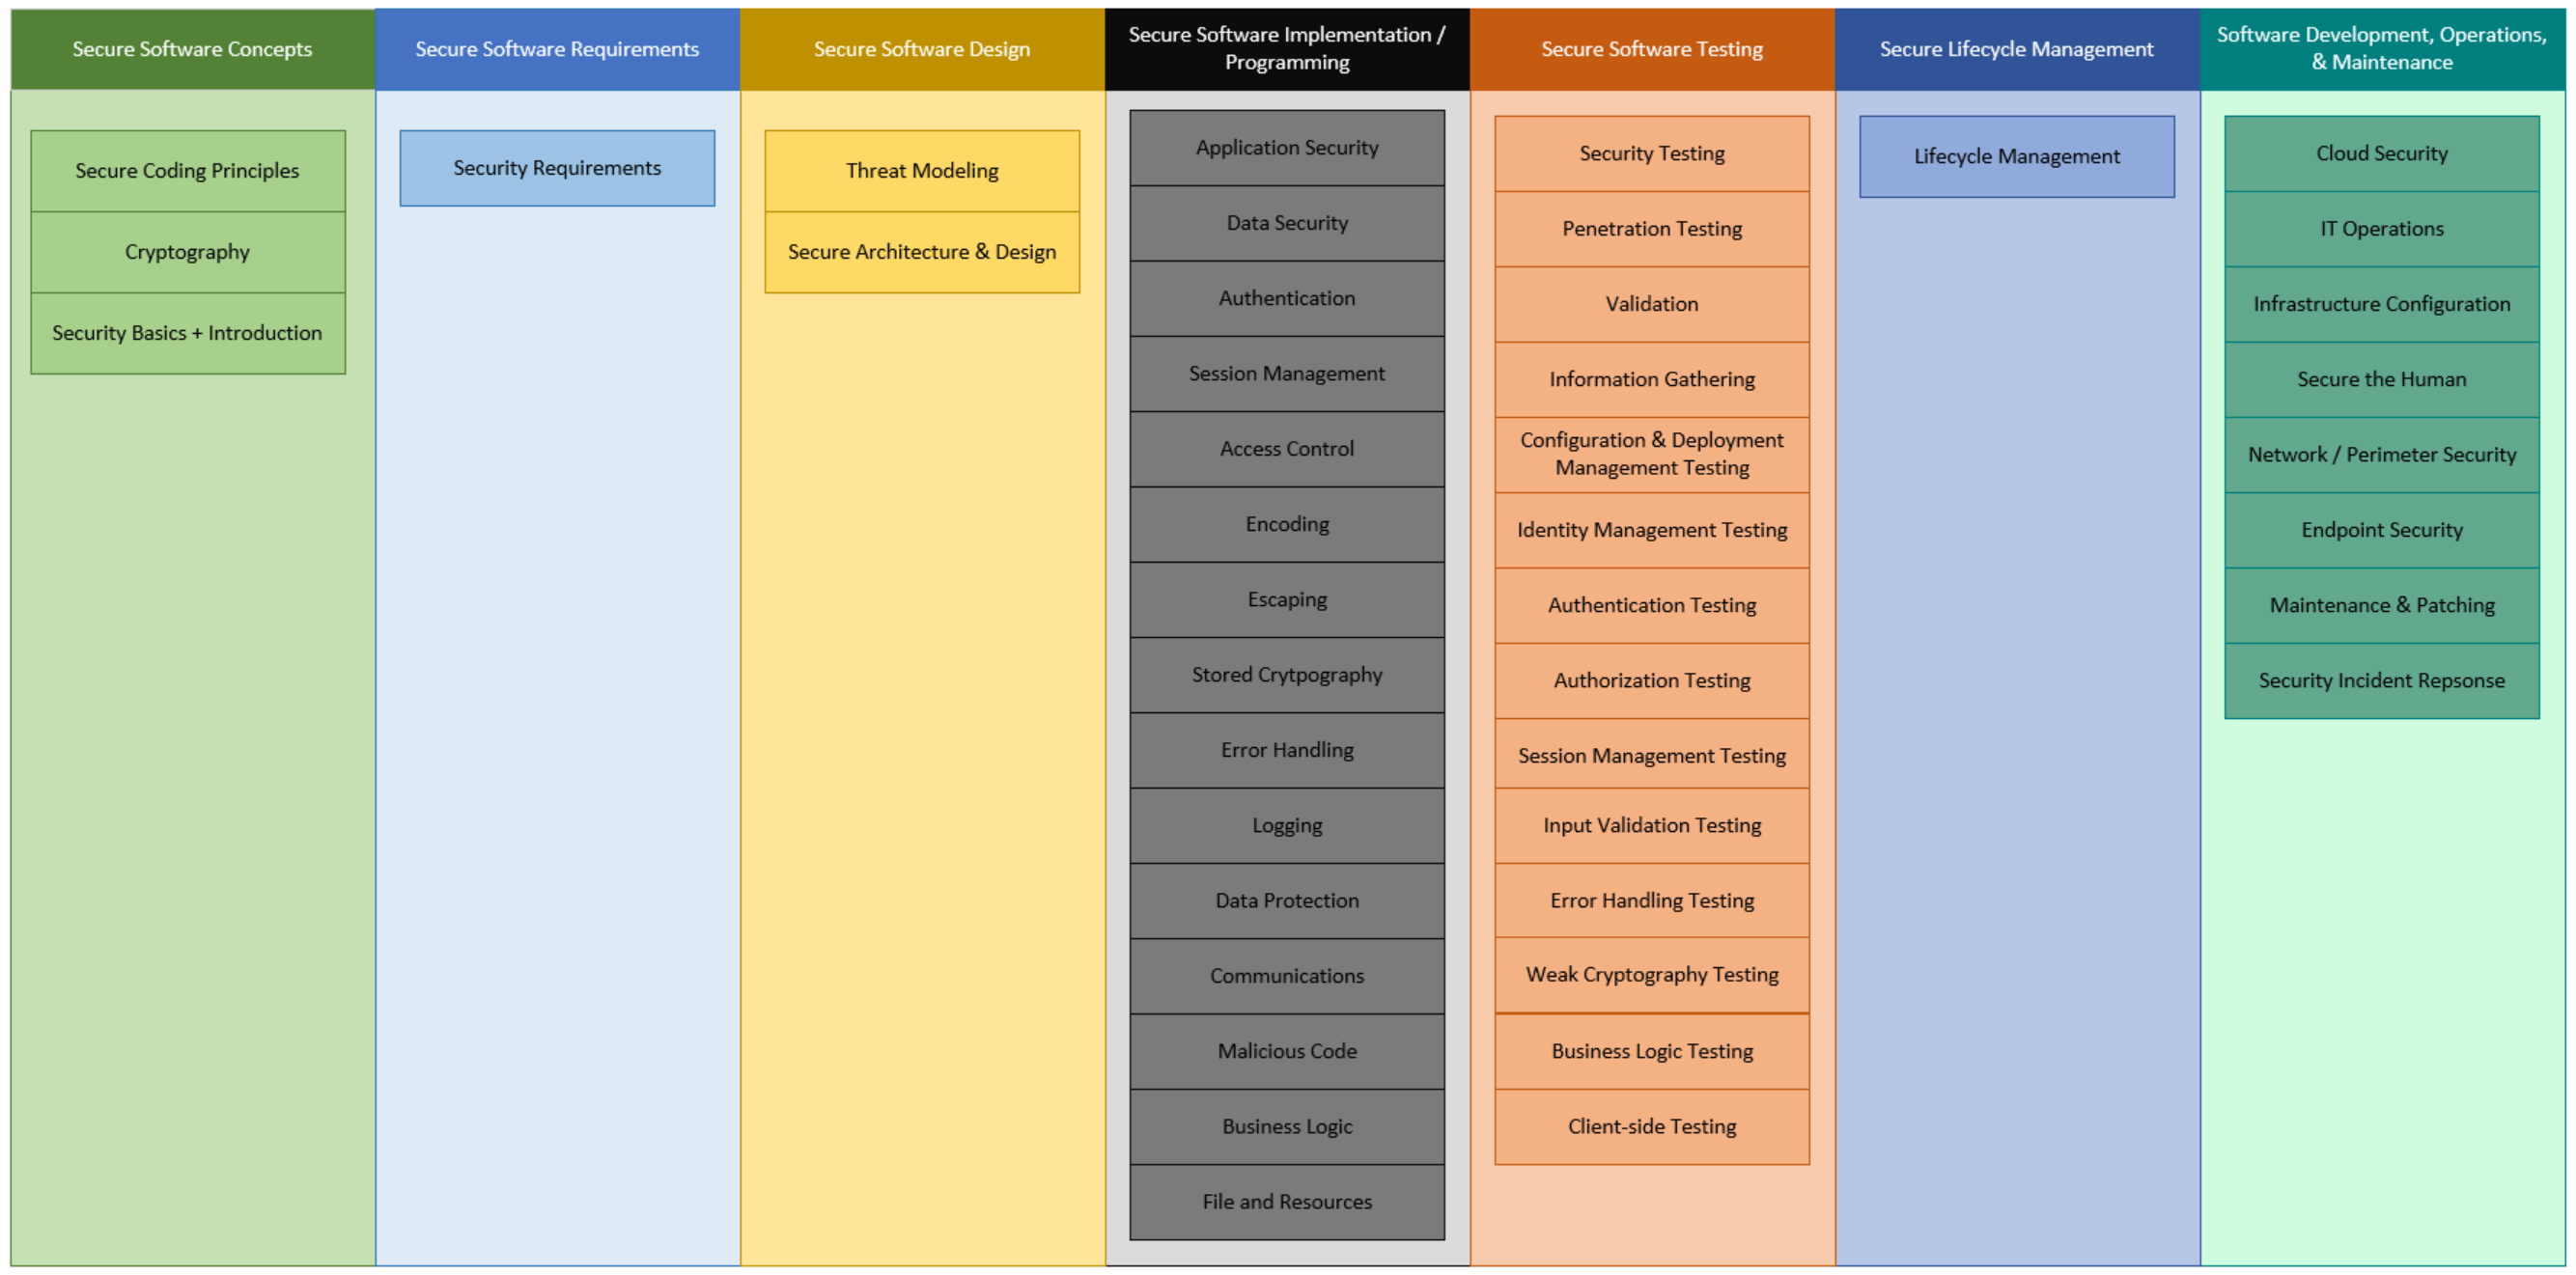 Secure Software Concepts
Secure Coding Principles
Cryptography
Security Basics + Introduction
Secure Software Requirements
Security Requirements
Secure Software Design
Threat Modeling
Secure Architecture & Design
Secure Software Implementation /
Programming
Application Security
Data Security
Authentication
Session Management
Access Control
Encoding
Escaping
Stored Crytpography
Error Handling
Logging
Data Protection
Communications
Malicious Code
Business Logic
File and Resources
Secure Software Testing
Security Testing
Penetration Testing
Validation
Information Gathering
Configuration & Deployment
Management Testing
Identity Management Testing
Authentication Testing
Authorization Testing
Session Management Testing
Input Validation Testing
Error Handling Testing
Weak Cryptography Testing
Business Logic Testing
Client-side Testing
Secure Lifecycle Management
Lifecycle Management
Software Development, Operations,
& Maintenance
Cloud Security
IT Operations
Infrastructure Configuration
Secure the Human
Network / Perimeter Security
Endpoint Security
Maintenance & Patching
Security Incident Repsonse